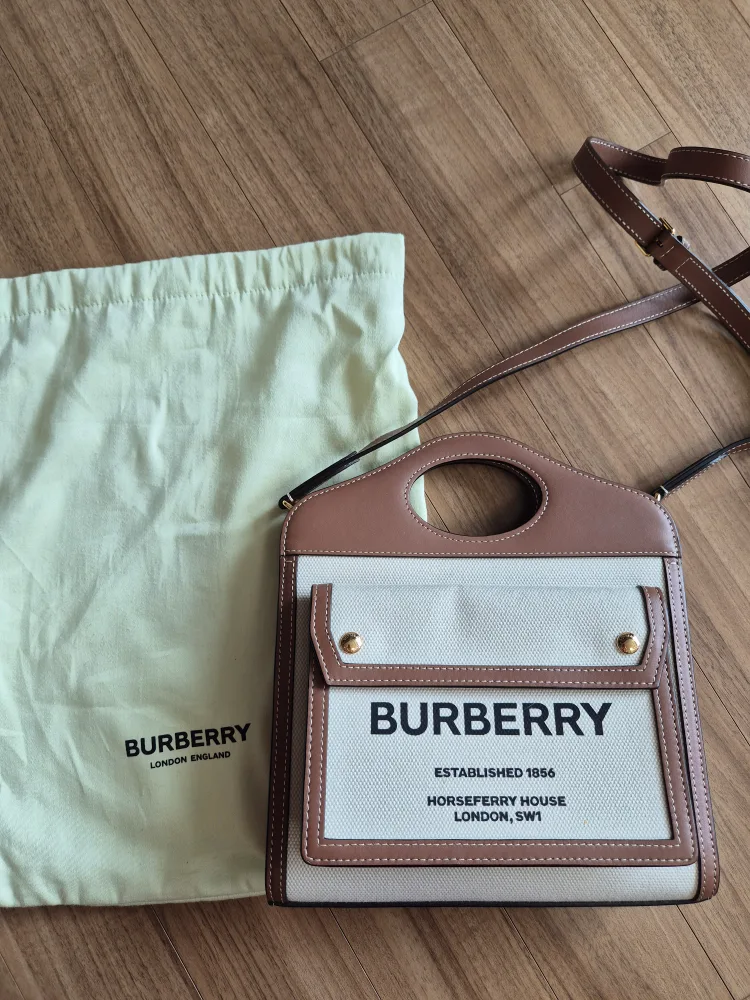 BURBERRY
LONDON ENGLAND
BURBERRY
ESTABLISHED 1856
HORSEFERRY HOUSE
LONDON, SW1